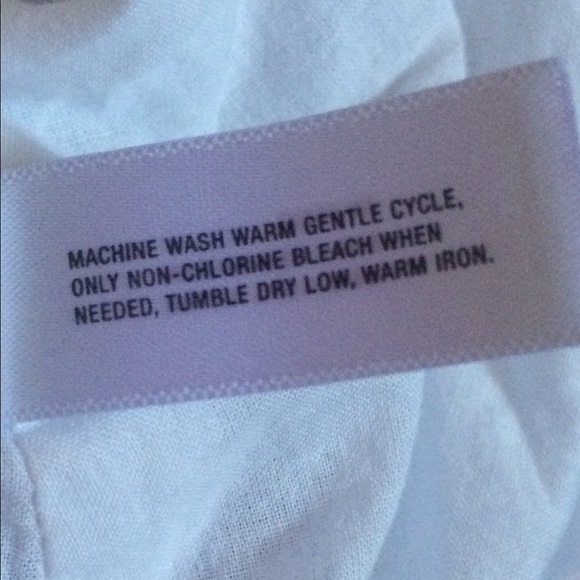 MACHINE WASH WARM GENTLE CYCLE,
ONLY NON-CHLORINE BLEACH WHEN
NEEDED, TUMBLE DRY LOW, WARM IRON.